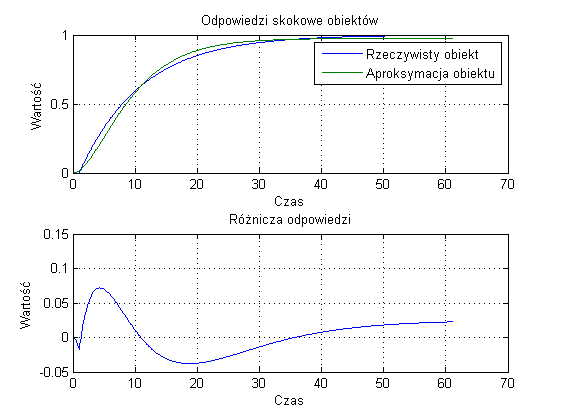 Odpowiedzi skokowe obiektów
1
0.5
0
Wartość
Rzeczywisty obiekt
Aproksymacja obiektu
0 10 20 30 40 50 60 70
Czas
Różnicza odpowiedzi
0.15
0.1
0.05
0
-0.05
Wartość
0 10 20 30 40 50 60 70
Czas